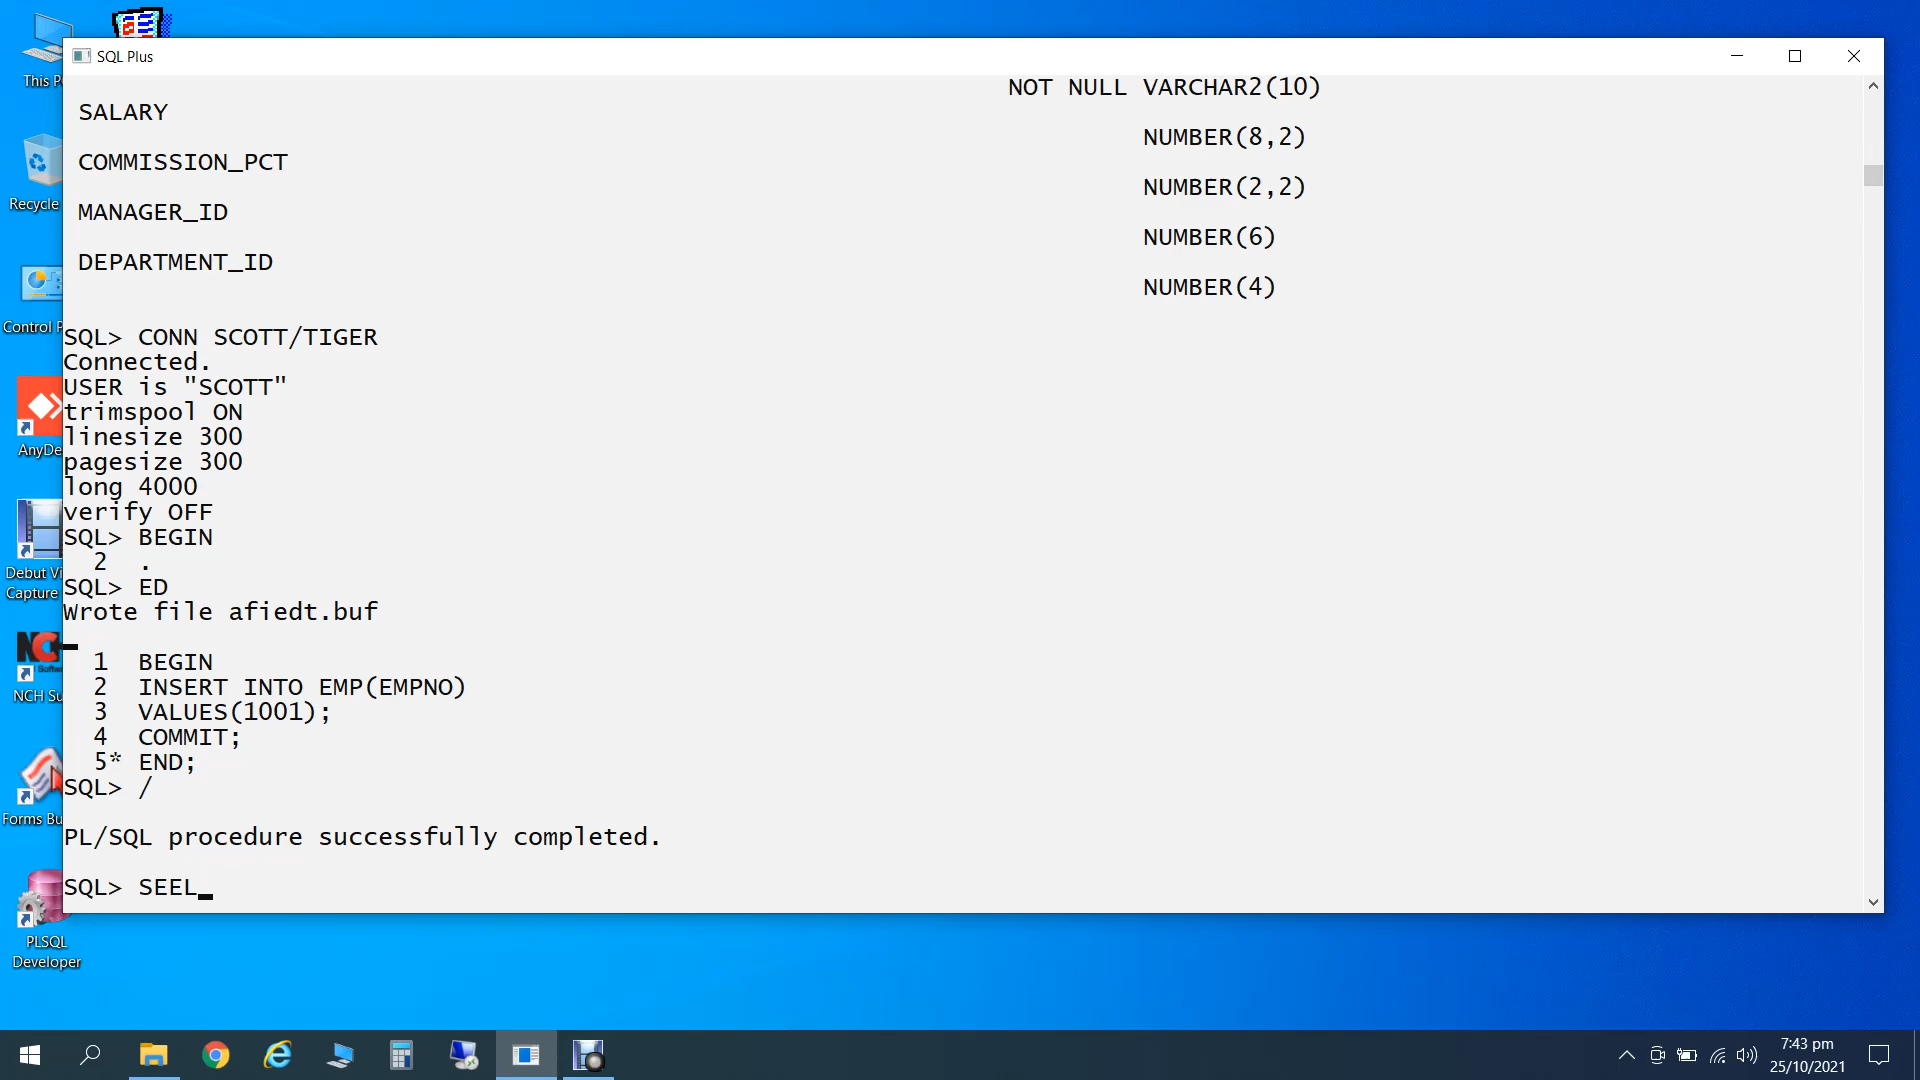 This P
SQL Plus
NOT NULL VARCHAR2(10)
SALARY
NUMBER(8,2)
COMMISSION_PCT
NUMBER(2,2)
MANAGER_ID
NUMBER(6)
DEPARTMENT_ID
NUMBER(4)
SQL> CONN SCOTT/TIGER
Connected.
USER is "SCOTT"
trimspool ON
linesize 300
pagesize 300
long 4000
verify OFF
SQL> BEGIN
2 .
SQL> ED
Wrote file afiedt.buf
1 BEGIN
2 INSERT INTO EMP(EMPNO)
3 VALUES(1001);
4 COMMIT;
5* END;
SQL> /
PL/SQL procedure successfully completed.
SQL> SEEL
Recycle
Control P
AnyDe
Debut Vi
Capture
NCH
NCH Su
Forms Bu
PLSQL
Developer
7:43 pm
25/10/2021